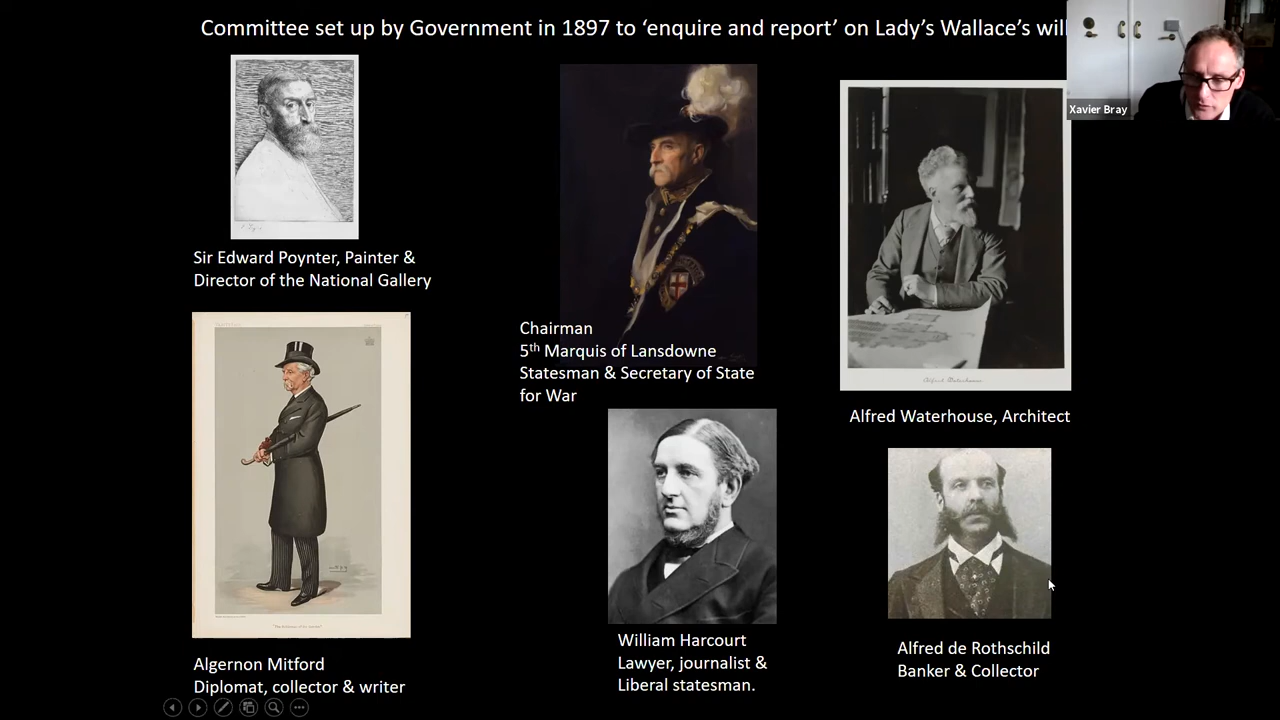 Committee set up by Government in 1897 to ‘enquire and report’ on Lady’s Wallace’s will
Xavier Bray
Sir Edward Poynter, Painter &
Director of the National Gallery
Chairman
5th Marquis of Lansdowne
Statesman & Secretary of State
for War
Alfred Waterhouse, Architect
Algernon Mitford
Diplomat, collector & writer
William Harcourt
Lawyer, journalist &
Liberal statesman.
Alfred de Rothschild
Banker & Collector